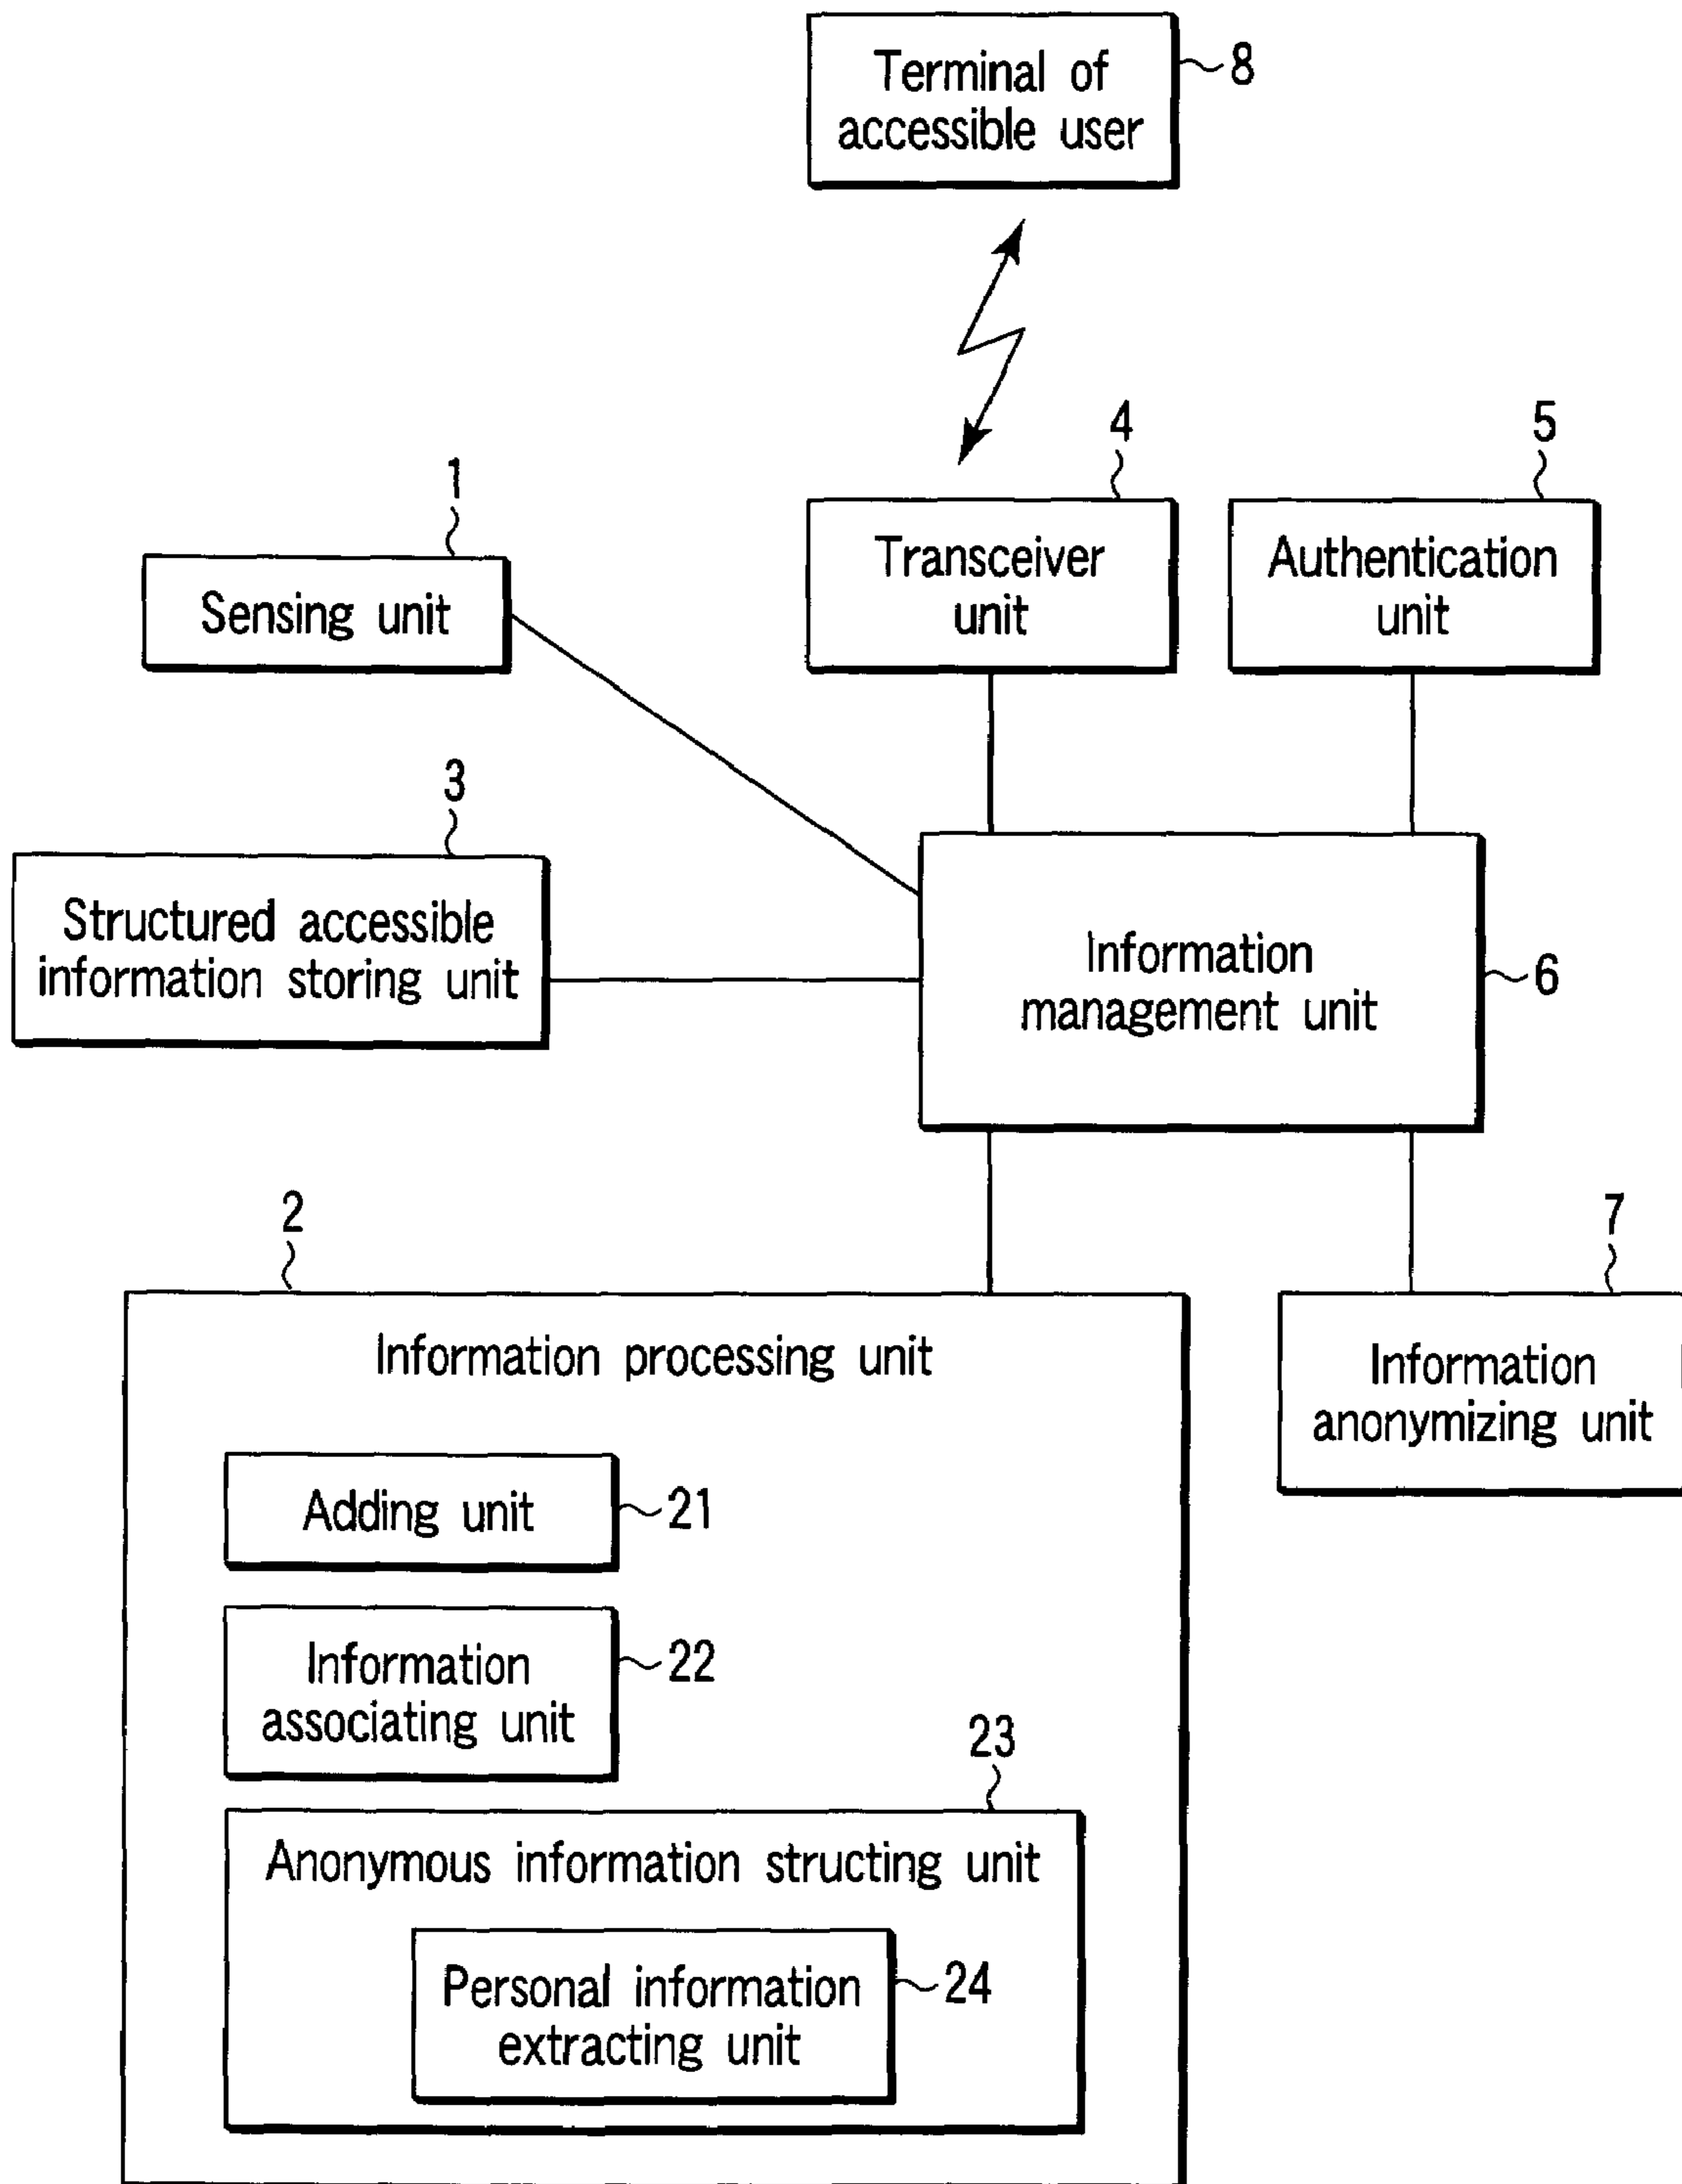 Terminal of
accessible user
8
4
5
1
Transceiver
unit
Authentication
unit
Sensing unit
3
Structured accessible
information storing unit
Information
management unit
6
2
7
Information processing unit
Information
anonymizing unit
Adding unit
21
Information
associating unit
22
23
Anonymous information structing unit
Personal information
extracting unit
24